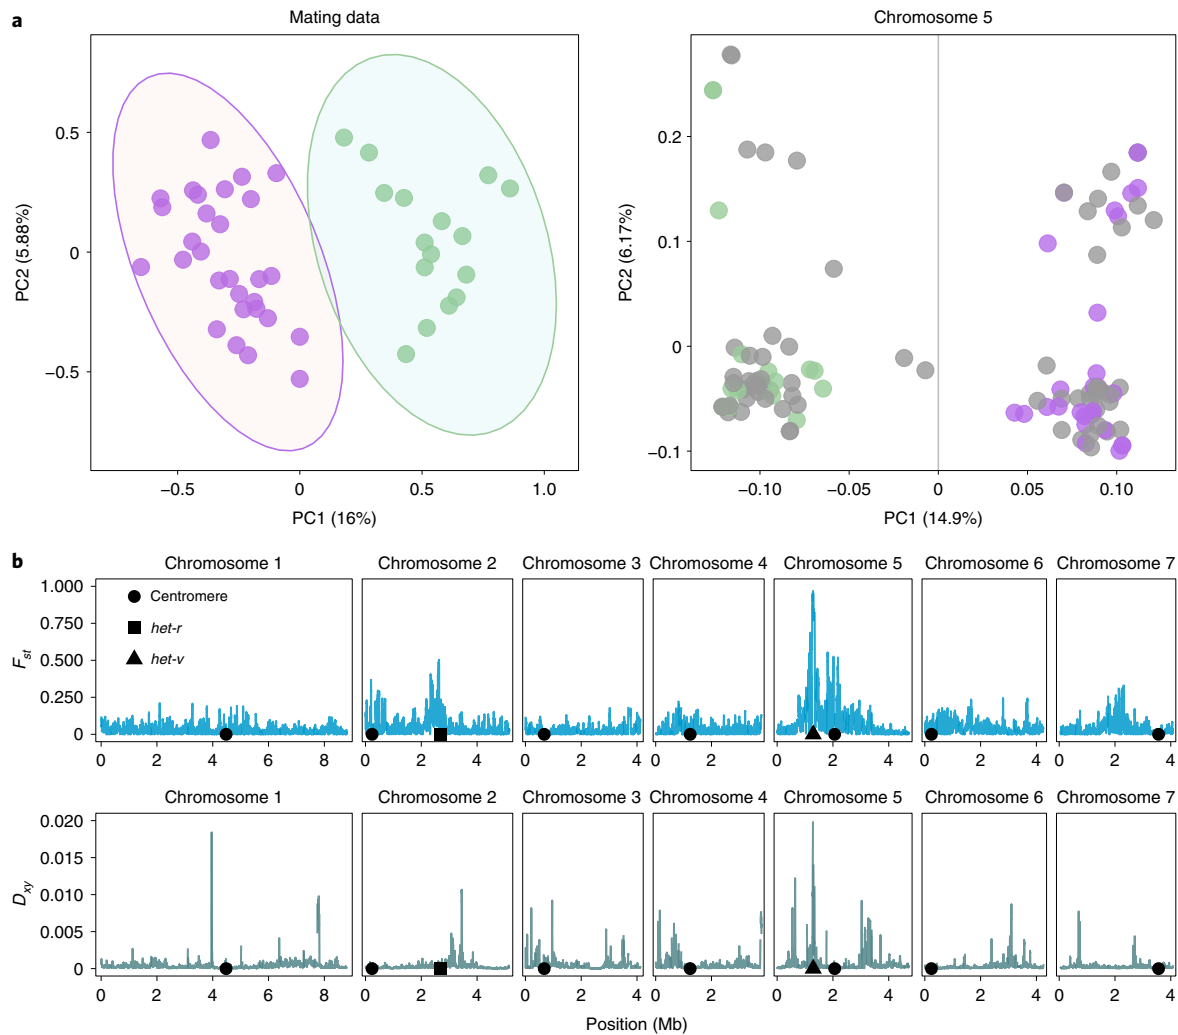 a
Mating data
Chromosome 5
0.5
0
−0.5
PC2 (5.88%)
−0.5 0 0.5 1.0
PC1 (16%)
0.2
0.1
0
−0.1
PC2 (6.17%)
−0.10 −0.05 0 0.05 0.10
PC1 (14.9%)
b
Chromosome 1 Chromosome 2 Chromosome 3 Chromosome 4 Chromosome 5 Chromosome 6 Chromosome 7
1.000
0.750
0.500
0.250
0
Fst
Centromere
het-r
het-v
0 2 4 6 8 0 2 4 0 2 4 0 2 0 2 4 0 2 4 0 2 4
Chromosome 1 Chromosome 2 Chromosome 3 Chromosome 4 Chromosome 5 Chromosome 6 Chromosome 7
0.020
0.015
0.010
0.005
0
Dxy
0 2 4 6 8 0 2 4 0 2 4 0 2 0 2 4 0 2 4 0 2 4
Position (Mb)